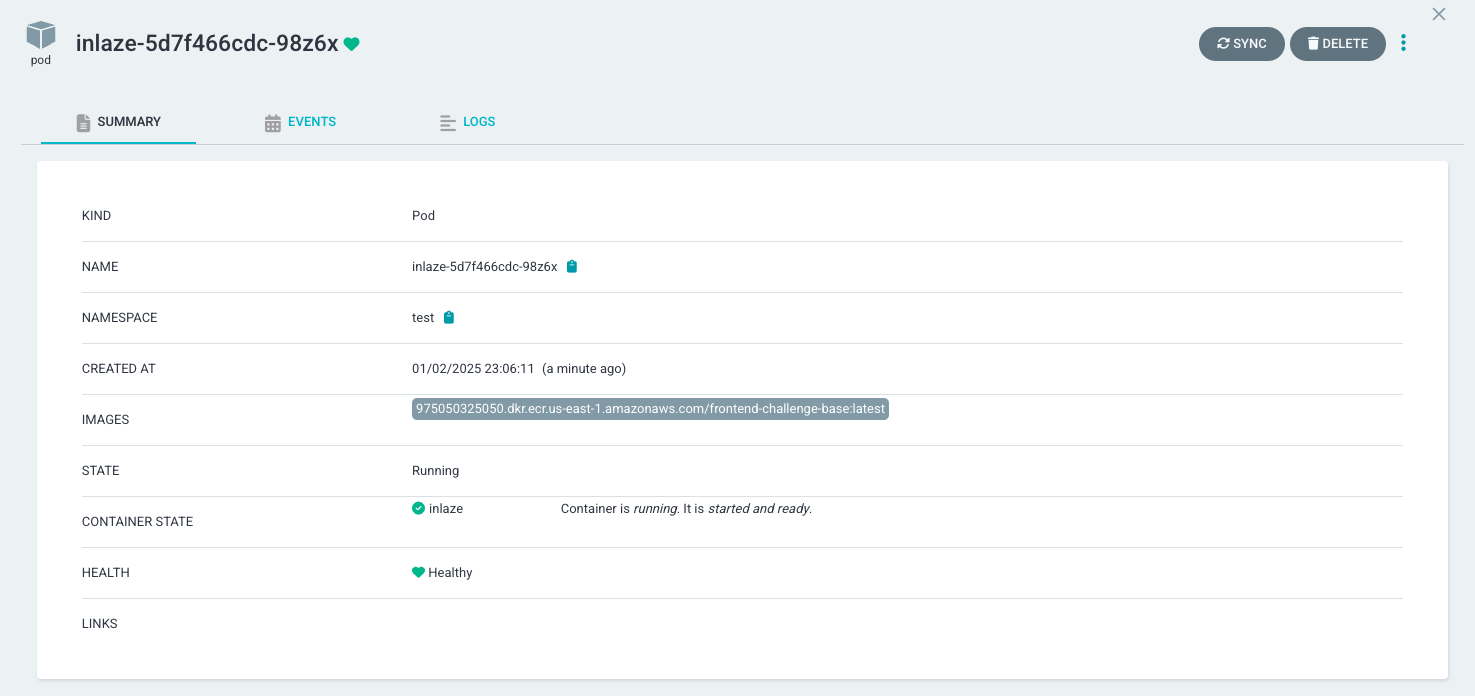 inlaze-5d7f466cdc-98z6x
pod
SYNC
DELETE
SUMMARY
EVENTS
LOGS
KIND Pod
NAME inlaze-5d7f466cdc-98z6x
NAMESPACE test
CREATED AT 01/02/2025 23:06:11 (a minute ago)
IMAGES 975050325050.dkr.ecr.us-east-1.amazonaws.com/frontend-challenge-base:latest
STATE Running
CONTAINER STATE inlaze Container is running. It is started and ready.
HEALTH Healthy
LINKS